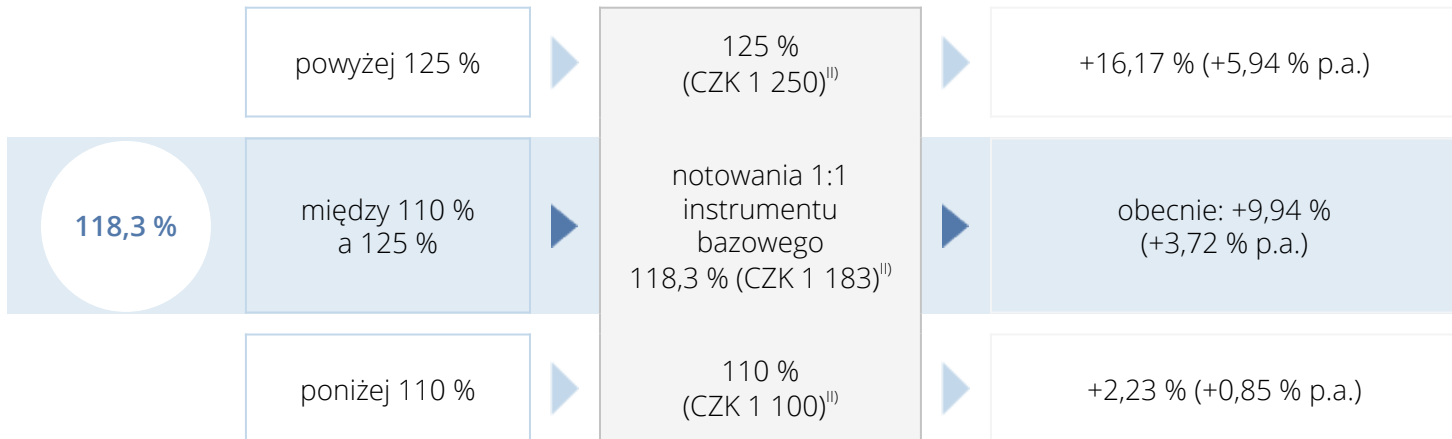 powyżej 125 %
125 %
(CZK 1 250)II)
+16,17 % (+5,94 % p.a.)
118,3 %
między 110 %
a 125 %
notowania 1:1
instrumentu
bazowego
118,3 % (CZK 1 183)II)
obecnie: +9,94 %
(+3,72 % p.a.)
poniżej 110 %
110 %
(CZK 1 100)II)
+2,23 % (+0,85 % p.a.)